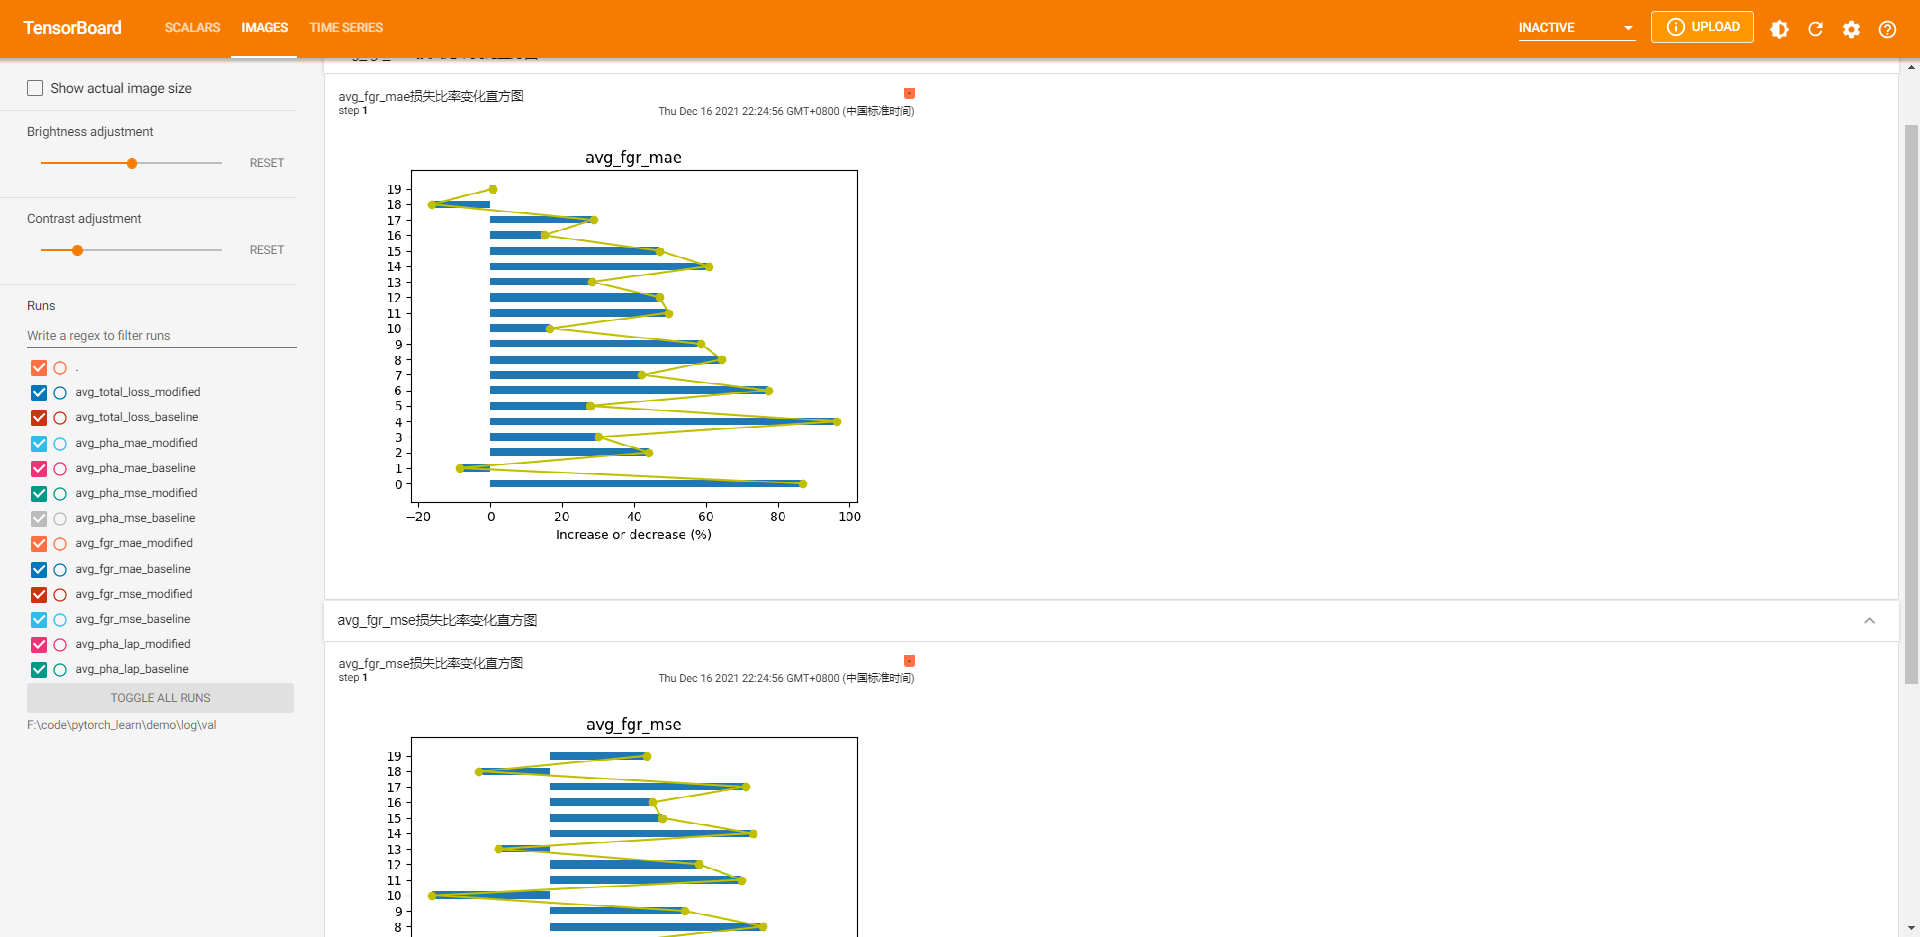 TensorBoard
SCALARS
IMAGES
TIME SERIES
INACTIVE
UPLOAD
Show actual image size
Brightness adjustment
RESET
Contrast adjustment
RESET
Runs
Write a regex to filter runs
.
avg_total_loss_modified
avg_total_loss_baseline
avg_pha_mae_modified
avg_pha_mae_baseline
avg_pha_mse_modified
avg_pha_mse_baseline
avg_fgr_mae_modified
avg_fgr_mae_baseline
avg_fgr_mse_modified
avg_fgr_mse_baseline
avg_pha_lap_modified
avg_pha_lap_baseline
TOGGLE ALL RUNS
F:\code\pytorch_learn\demo\log\val
avg_fgr_mae损失比率变化直方图
step 1
Thu Dec 16 2021 22:24:56 GMT+0800 (中国标准时间)
avg_fgr_mae
19
18
17
16
15
14
13
12
11
10
9
8
7
6
5
4
3
2
1
0
−20 0 20 40 60 80 100
Increase or decrease (%)
avg_fgr_mse损失比率变化直方图
avg_fgr_mse损失比率变化直方图
step 1
Thu Dec 16 2021 22:24:56 GMT+0800 (中国标准时间)
avg_fgr_mse
19
18
17
16
15
14
13
12
11
10
9
8